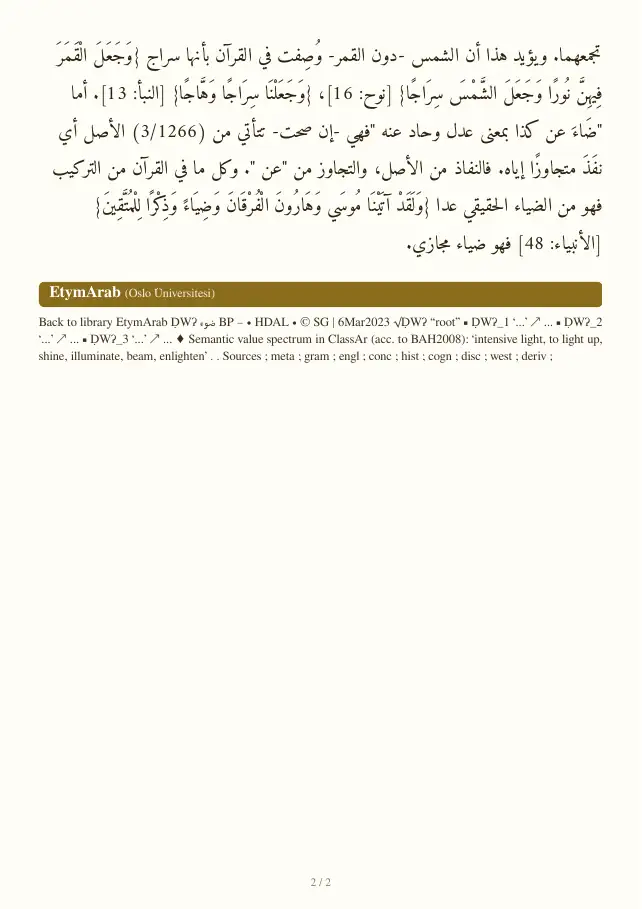 تجمعهما. ويؤيد هذا أن الشمس -دون القمر- وُصِفت في القرآن بأنها سراج {وَجَعَلَ الْقَمَرَ
فِيهِنَّ نُورًا وَجَعَلَ الشَّمْسَ سِرَاجًا} [نوح: 16]، {وَجَعَلْنَا سِرَاجًا وَهَّاجًا} [النبأ: 13]. أما
"ضَاءَ عن كذا بمعنى عدل وحاد عنه "فهي -إن صحت- تتأتي من (3/1266) الأصل أي
نفَذَ متجاوزًا إياه. فالنفاذ من الأصل، والتجاوز من "عن ". وكل ما في القرآن من التركيب
فهو من الضياء الحقيقي عدا {وَلَقَدْ آتَيْنَا مُوسَي وَهَارُونَ الْفُرْقَانَ وَضِيَاءً وَذِكْرًا لِلْمُتَّقِينَ}
[الأنبياء: 48] فهو ضياء مجازي.
EtymArab (Oslo Üniversitesi)
Back to library EtymArab ḌWʔ ضوء BP – • HDAL • © SG | 6Mar2023 √ḌWʔ “root” ▪ ḌWʔ_1 ‘...’ ↗ ... ▪ ḌWʔ_2
‘...’ ↗ ... ▪ ḌWʔ_3 ‘...’ ↗ ... ♦ Semantic value spectrum in ClassAr (acc. to BAH2008): ‘intensive light, to light up,
shine, illuminate, beam, enlighten’ . . Sources ; meta ; gram ; engl ; conc ; hist ; cogn ; disc ; west ; deriv ;
2 / 2